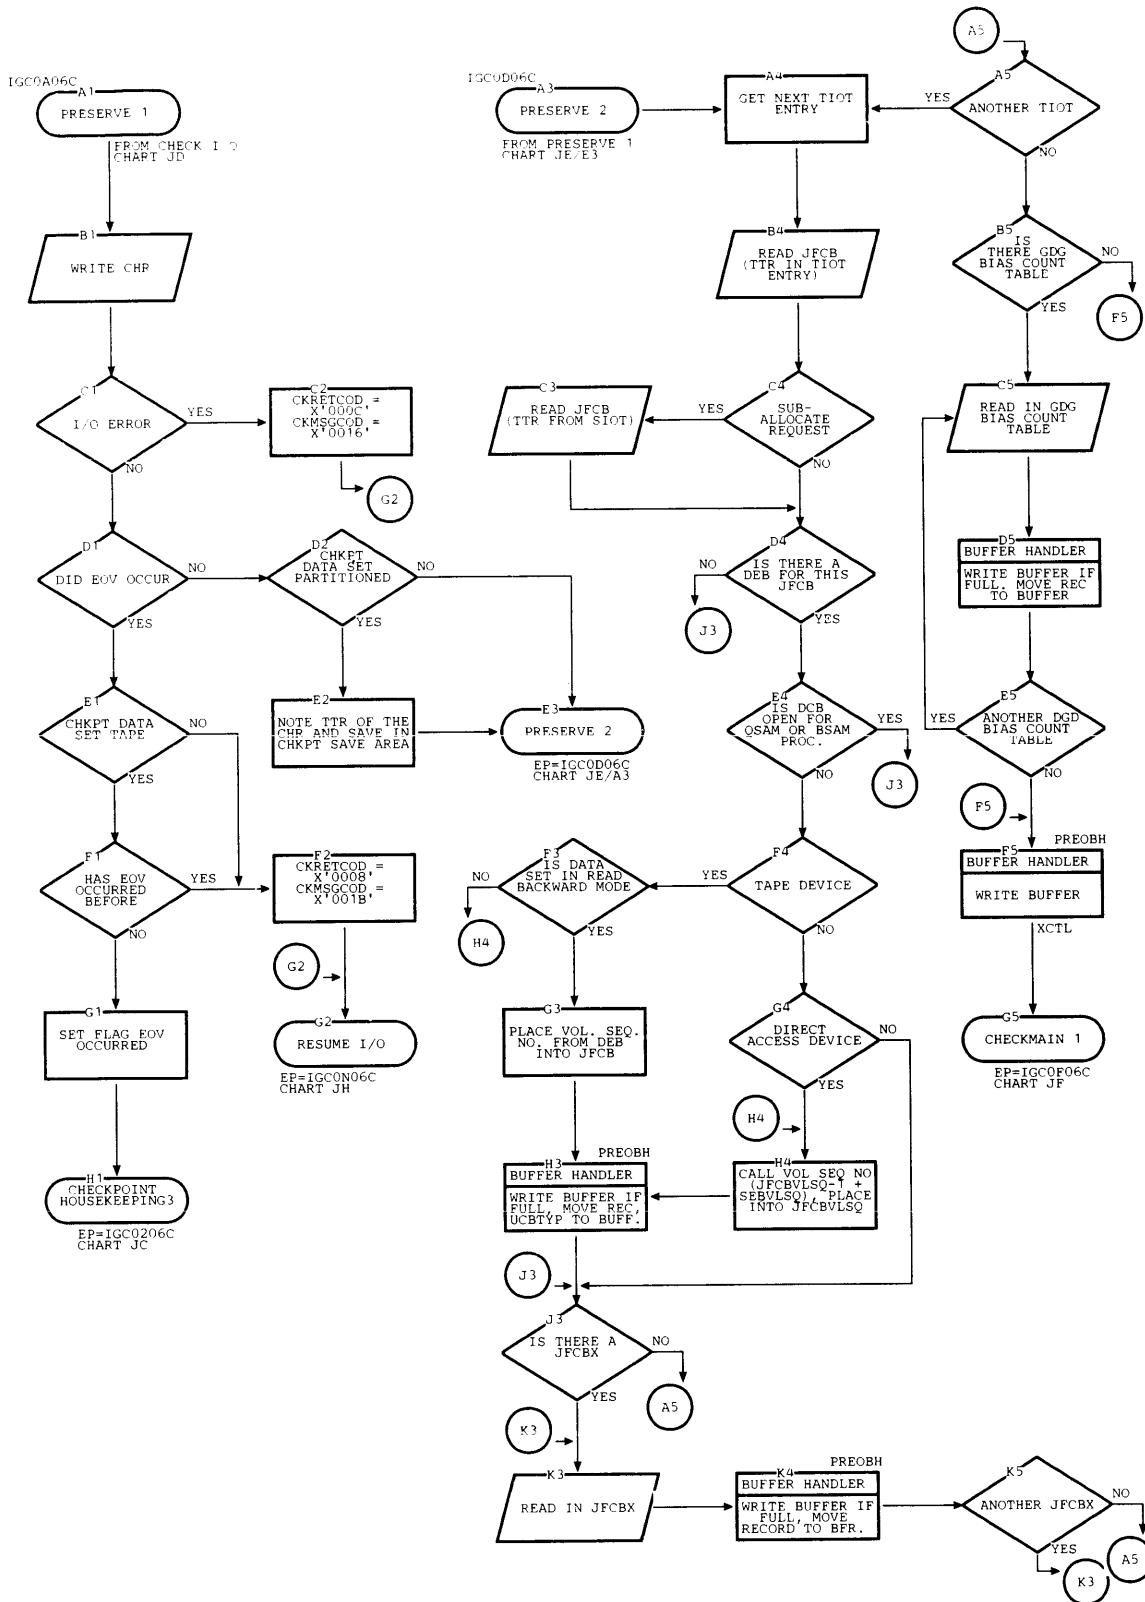 IGC0A06C
A1
PRESERVE 1
FROM CHECK I O
CHART JD
B1
WRITE CHR
C1
I/O ERROR
YES
NO
C2
CKRETCOD =
X'000C'
CKMSGCOD =
X'0016'
G2
D1
DID EOV OCCUR
NO
YES
D2
CHKPT
DATA SET
PARTITIONED
NO
YES
E1
CHKPT DATA
SET TAPE
NO
YES
E2
NOTE TTR OF THE
CHR AND SAVE IN
CHKPT SAVE AREA
E3
PRESERVE 2
EP=IGC0D06C
CHART JE/A3
F1
HAS EOV
OCCURRED
BEFORE
YES
NO
F2
CKRETCOD =
X'0008'
CKMSGCOD =
X'001B'
G2
G1
SET FLAG EOV
OCCURRED
G2
RESUME I/O
EP=IGC0N06C
CHART JH
H1
CHECKPOINT
HOUSEKEEPING3
EP=IGC0206C
CHART JC
IGC0D06C
A3
PRESERVE 2
FROM PRESERVE 1
CHART JE/E3
A4
GET NEXT TIOT
ENTRY
B4
READ JFCB
(TTR IN TIOT
ENTRY)
C3
READ JFCB
(TTR FROM SIOT)
C4
SUB-
ALLOCATE
REQUEST
YES
NO
D4
IS THERE A
DEB FOR THIS
JFCB
NO
J3
YES
E4
IS DCB
OPEN FOR
QSAM OR BSAM
PROC.
YES
J3
NO
F3
IS DATA
SET IN READ
BACKWARD MODE
NO
H4
YES
F4
TAPE DEVICE
YES
NO
G3
PLACE VOL. SEQ.
NO. FROM DEB
INTO JFCB
G4
DIRECT
ACCESS DEVICE
NO
YES
H4
H3
PREOBH
BUFFER HANDLER
WRITE BUFFER IF
FULL, MOVE REC,
UCBTYP TO BUFF.
H4
CALL VOL SEQ NO
(JFCBVLSQ-1 +
SEBVLSQ), PLACE
INTO JFCBVLSQ
J3
J3
IS THERE A
JFCBX
NO
A5
YES
K3
K3
READ IN JFCBX
K4
PREOBH
BUFFER HANDLER
WRITE BUFFER IF
FULL, MOVE
RECORD TO BFR.
K5
ANOTHER JFCBX
NO
A5
YES
K3
A5
A5
ANOTHER TIOT
YES
NO
B5
IS
THERE GDG
BIAS COUNT
TABLE
NO
F5
YES
C5
READ IN GDG
BIAS COUNT
TABLE
D5
BUFFER HANDLER
WRITE BUFFER IF
FULL. MOVE REC
TO BUFFER
E5
ANOTHER DGD
BIAS COUNT
TABLE
YES
NO
F5
F5
PREOBH
BUFFER HANDLER
WRITE BUFFER
XCTL
G5
CHECKMAIN 1
EP=IGC0F06C
CHART JF